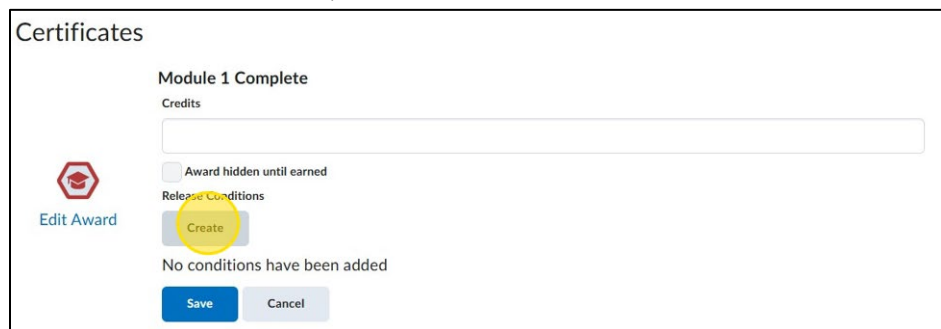 Certificates
Module 1 Complete
Credits
Award hidden until earned
Release Conditions
Edit Award
Create
No conditions have been added
Save Cancel